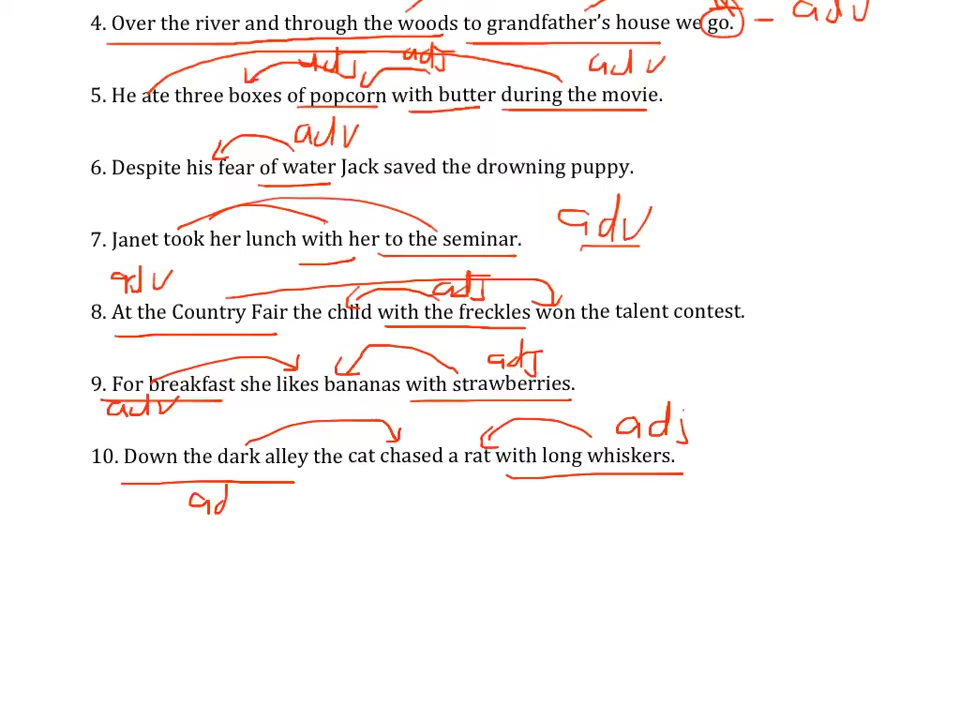 - adv
4. Over the river and through the woods to grandfather's house we go.
adj adj adv
5. He ate three boxes of popcorn with butter during the movie.
adv
6. Despite his fear of water Jack saved the drowning puppy.
adv
7. Janet took her lunch with her to the seminar.
adv adj
8. At the Country Fair the child with the freckles won the talent contest.
adj
9. For breakfast she likes bananas with strawberries.
adv
adj
10. Down the dark alley the cat chased a rat with long whiskers.
ad